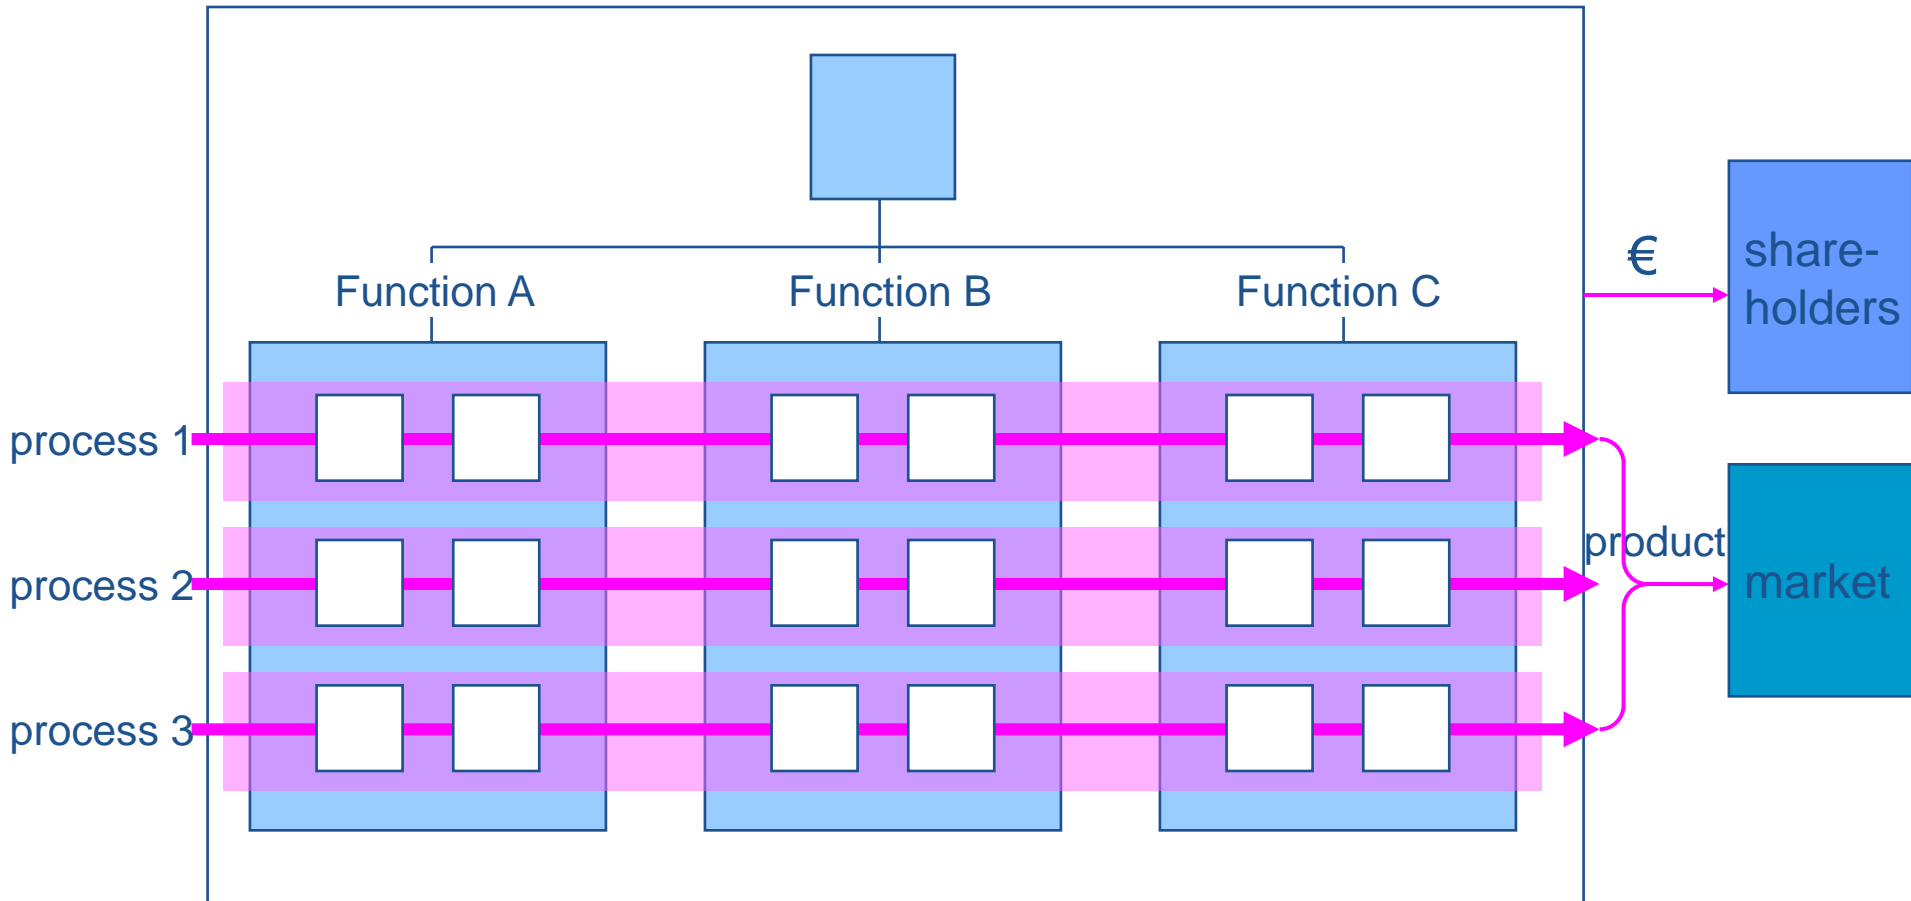 Function A
Function B
Function C
€
share-
holders
process 1
process 2
process 3
product
market